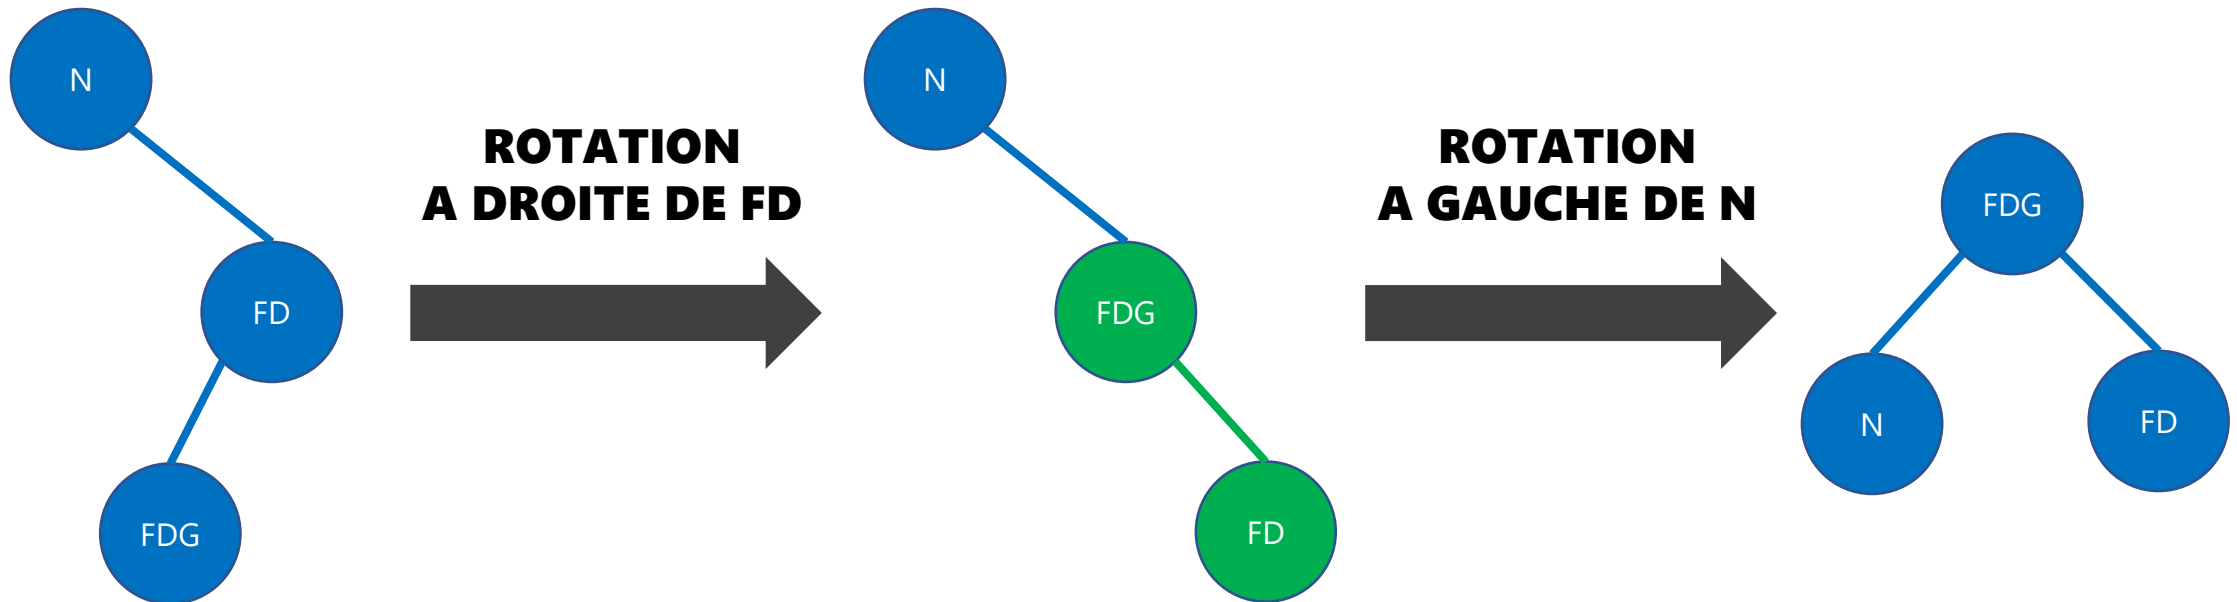 N
FD
FDG
ROTATION
A DROITE DE FD
N
FDG
FD
ROTATION
A GAUCHE DE N
FDG
N
FD